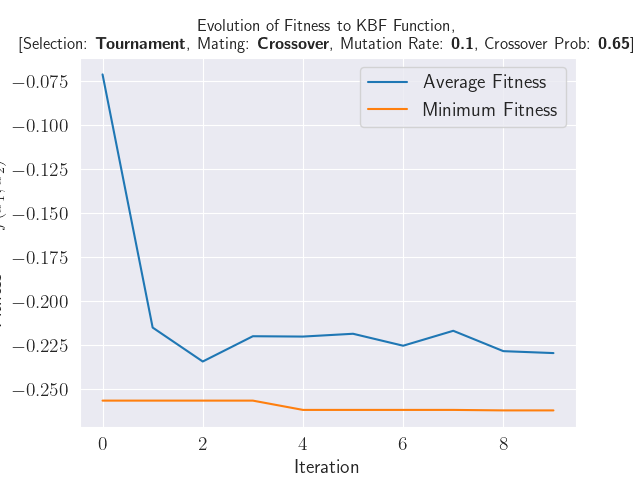 Evolution of Fitness to KBF Function,
[Selection: Tournament, Mating: Crossover, Mutation Rate: 0.1, Crossover Prob: 0.65]
Average Fitness
Minimum Fitness
−0.075
−0.100
−0.125
−0.150
−0.175
−0.200
−0.225
−0.250
0 2 4 6 8
Iteration